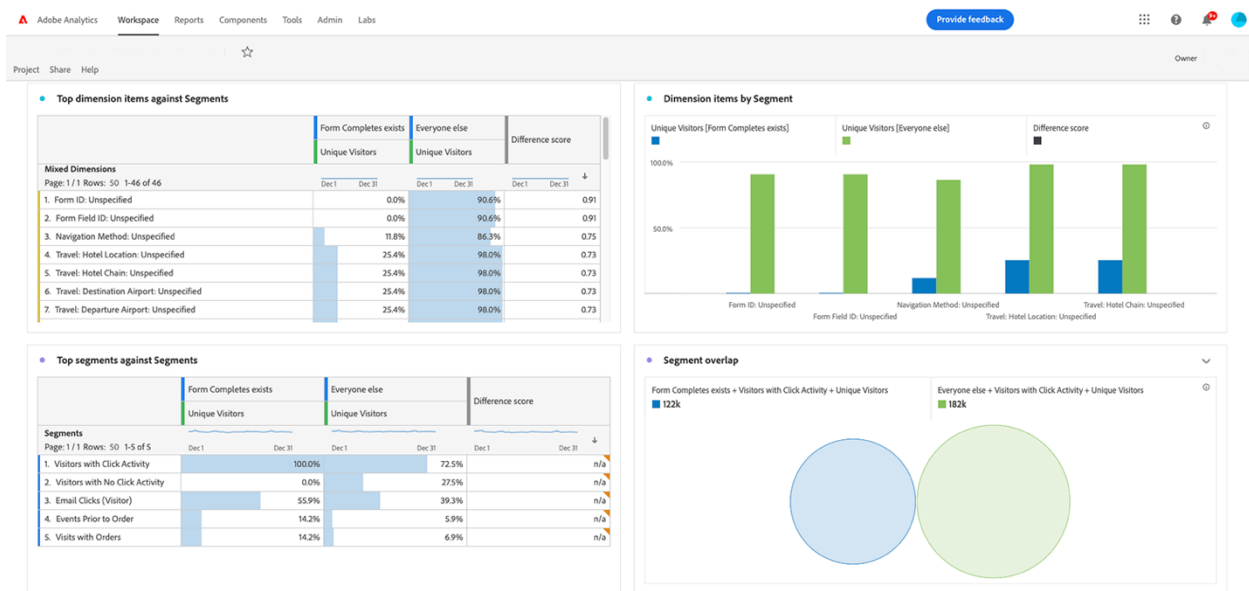 Adobe Analytics Workspace Reports Components Tools Admin Labs Provide feedback 9+
Owner
Project Share Help
Top dimension items against Segments
Form Completes exists Everyone else Difference score
Unique Visitors Unique Visitors
Mixed Dimensions
Page: 1 / 1 Rows: 50 1-46 of 46 Dec 1 Dec 31 Dec 1 Dec 31 Dec 1 Dec 31
1. Form ID: Unspecified 0.0% 90.6% 0.91
2. Form Field ID: Unspecified 0.0% 90.6% 0.91
3. Navigation Method: Unspecified 11.8% 86.3% 0.75
4. Travel: Hotel Location: Unspecified 25.4% 98.0% 0.73
5. Travel: Hotel Chain: Unspecified 25.4% 98.0% 0.73
6. Travel: Destination Airport: Unspecified 25.4% 98.0% 0.73
7. Travel: Departure Airport: Unspecified 25.4% 98.0% 0.73
Dimension items by Segment
Unique Visitors [Form Completes exists] Unique Visitors [Everyone else] Difference score
100.0%
50.0%
Form ID: Unspecified Navigation Method: Unspecified Travel: Hotel Chain: Unspecified
Form Field ID: Unspecified Travel: Hotel Location: Unspecified
Top segments against Segments
Form Completes exists Everyone else Difference score
Unique Visitors Unique Visitors
Segments
Page: 1 / 1 Rows: 50 1-5 of 5 Dec 1 Dec 31 Dec 1 Dec 31 Dec 1 Dec 31
1. Visitors with Click Activity 100.0% 72.5% n/a
2. Visitors with No Click Activity 0.0% 27.5% n/a
3. Email Clicks (Visitor) 55.9% 39.3% n/a
4. Events Prior to Order 14.2% 5.9% n/a
5. Visits with Orders 14.2% 6.9% n/a
Segment overlap
Form Completes exists + Visitors with Click Activity + Unique Visitors Everyone else + Visitors with Click Activity + Unique Visitors
122k 182k